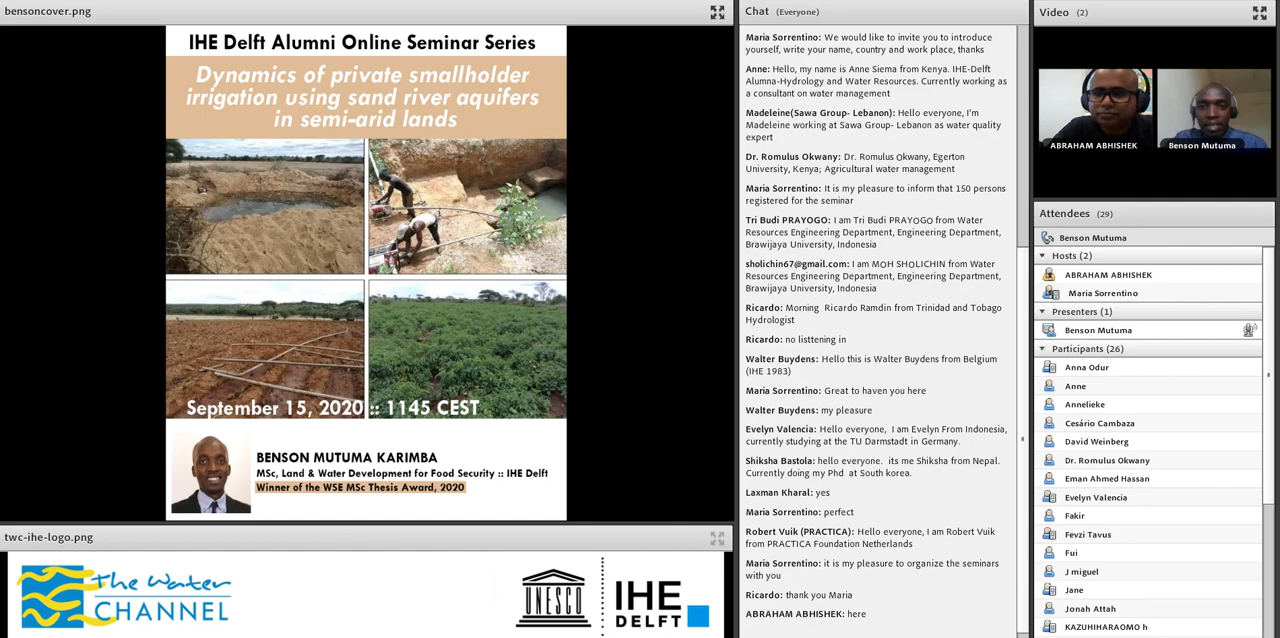 bensoncover.png
IHE Delft Alumni Online Seminar Series
Dynamics of private smallholder
irrigation using sand river aquifers
in semi-arid lands
September 15, 2020 :: 1145 CEST
BENSON MUTUMA KARIMBA
MSc, Land & Water Development for Food Security :: IHE Delft
Winner of the WSE MSc Thesis Award, 2020
twc-ihe-logo.png
The Water
CHANNEL
UNESCO
IHE
DELFT
Chat (Everyone)
Maria Sorrentino: We would like to invite you to introduce
yourself, write your name, country and work place, thanks
Anne: Hello, my name is Anne Siema from Kenya. IHE-Delft
Alumna-Hydrology and Water Resources. Currently working as
a consultant on water management
Madeleine(Sawa Group- Lebanon): Hello everyone, I'm
Madeleine working at Sawa Group- Lebanon as water quality
expert
Dr. Romulus Okwany: Dr. Romulus Okwany, Egerton
University, Kenya; Agricultural water management
Maria Sorrentino: It is my pleasure to inform that 150 persons
registered for the seminar
Tri Budi PRAYOGO: I am Tri Budi PRAYOGO from Water
Resources Engineering Department, Engineering Department,
Brawijaya University, Indonesia
sholichin67@gmail.com: I am MOH SHOLICHIN from Water
Resources Engineering Department, Engineering Department,
Brawijaya University, Indonesia
Ricardo: Morning Ricardo Ramdin from Trinidad and Tobago
Hydrologist
Ricardo: no listtening in
Walter Buydens: Hello this is Walter Buydens from Belgium
(IHE 1983)
Maria Sorrentino: Great to haven you here
Walter Buydens: my pleasure
Evelyn Valencia: Hello everyone, I am Evelyn From Indonesia,
currently studying at the TU Darmstadt in Germany.
Shiksha Bastola: hello everyone. its me Shiksha from Nepal.
Currently doing my Phd at South korea.
Laxman Kharal: yes
Maria Sorrentino: perfect
Robert Vuik (PRACTICA): Hello everyone, I am Robert Vuik
from PRACTICA Foundation Netherlands
Maria Sorrentino: it is my pleasure to organize the seminars
with you
Ricardo: thank you Maria
ABRAHAM ABHISHEK: here
Video (2)
ABRAHAM ABHISHEK
Benson Mutuma
Attendees (29)
Benson Mutuma
Hosts (2)
ABRAHAM ABHISHEK
Maria Sorrentino
Presenters (1)
Benson Mutuma
Participants (26)
Anna Odur
Anne
Annelieke
Cesário Cambaza
David Weinberg
Dr. Romulus Okwany
Eman Ahmed Hassan
Evelyn Valencia
Fakir
Fevzi Tavus
Fui
J miguel
Jane
Jonah Attah
KAZUHIHARAOMO h